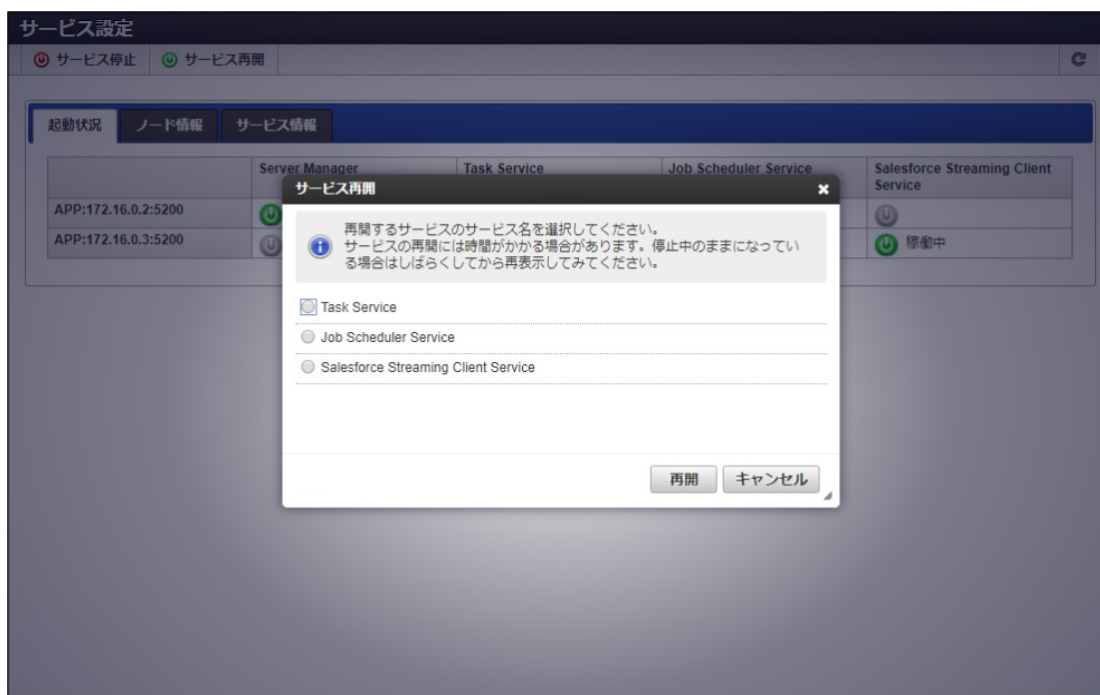 サービス設定
サービス停止 サービス再開
起動状況 ノード情報 サービス情報
Server Manager Task Service Job Scheduler Service Salesforce Streaming Client
Service
サービス再開
APP:172.16.0.2:5200
APP:172.16.0.3:5200 稼働中
再開するサービスのサービス名を選択してください。
サービスの再開には時間がかかる場合があります。停止中のままになってい
る場合はしばらくしてから再表示してみてください。
Task Service
Job Scheduler Service
Salesforce Streaming Client Service
再開 キャンセル